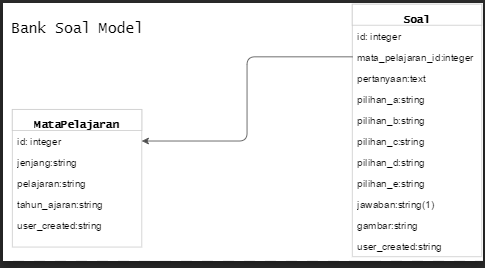 Bank Soal Model
MataPelajaran
id: integer
jenjang:string
pelajaran:string
tahun_ajaran:string
user_created:string
Soal
id: integer
mata_pelajaran_id:integer
pertanyaan:text
pilihan_a:string
pilihan_b:string
pilihan_c:string
pilihan_d:string
pilihan_e:string
jawaban:string(1)
gambar:string
user_created:string